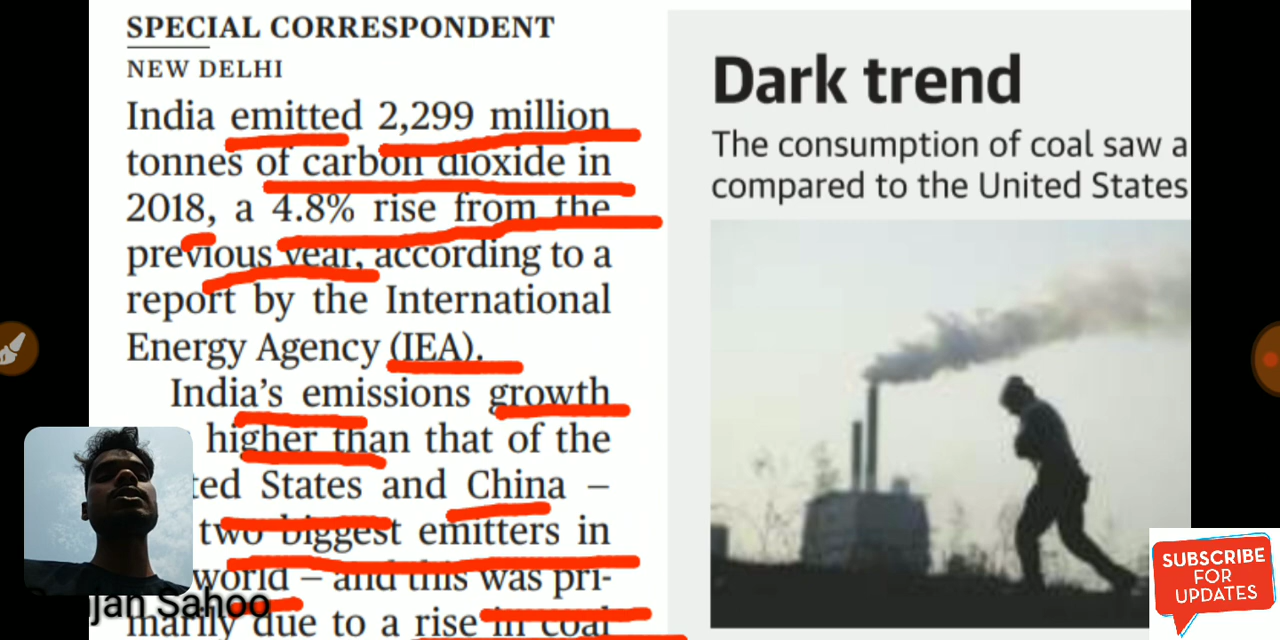 SPECIAL CORRESPONDENT
NEW DELHI
India emitted 2,299 million
tonnes of carbon dioxide in
2018, a 4.8% rise from the
previous year, according to a
report by the International
Energy Agency (IEA).
India's emissions growth
higher than that of the
ted States and China –
two biggest emitters in
world – and this was pri-
marily due to a rise in coal
Dark trend
The consumption of coal saw a
compared to the United States
jan Sahoo
SUBSCRIBE
FOR
UPDATES